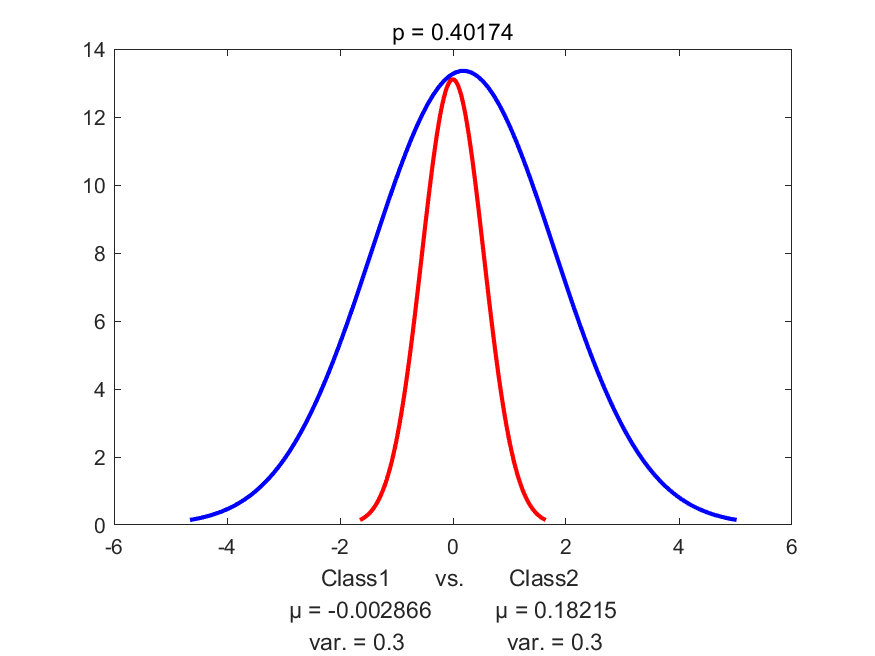 p = 0.40174
14
12
10
8
6
4
2
0
-6 -4 -2 0 2 4 6
Class1 vs. Class2
μ = -0.002866 μ = 0.18215
var. = 0.3 var. = 0.3